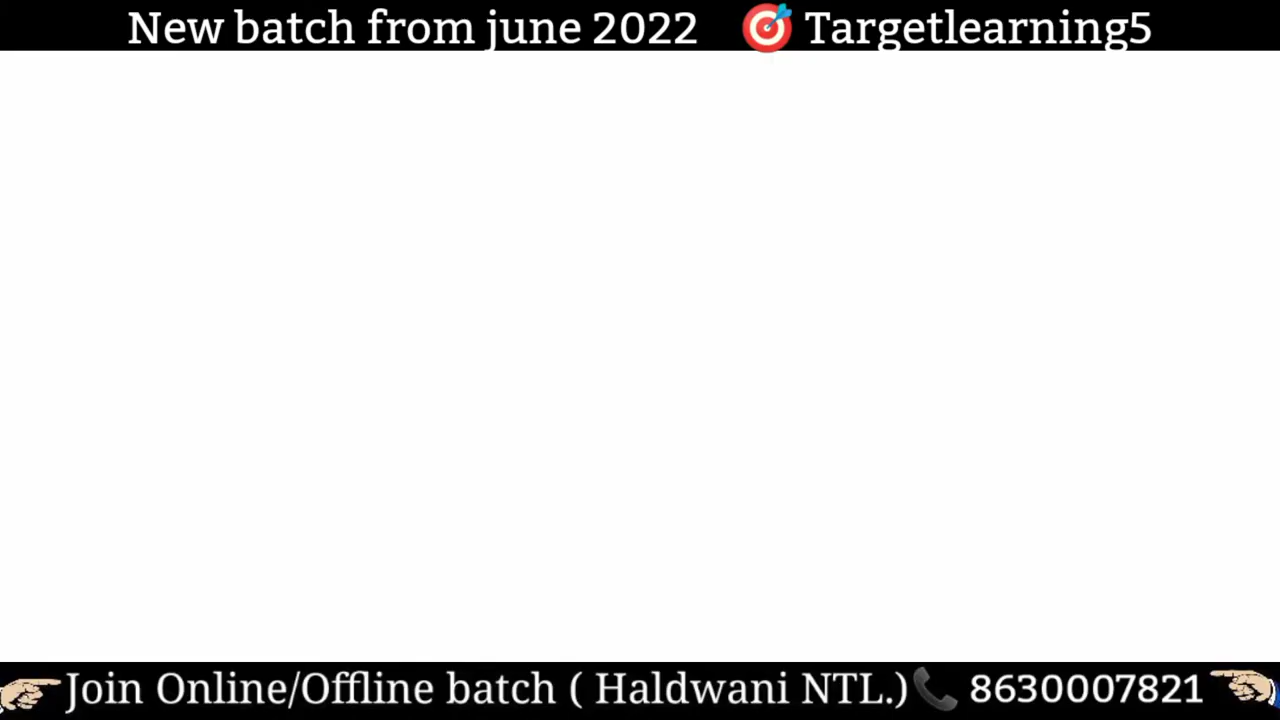 New batch from june 2022 🎯 Targetlearning5
Join Online/Offline batch ( Haldwani NTL.)📞 8630007821